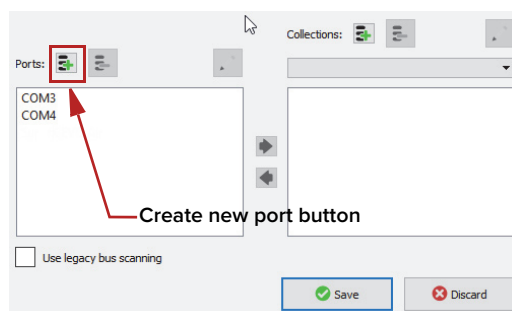 Collections:
Ports:
COM3
COM4
Create new port button
Use legacy bus scanning
Save
Discard